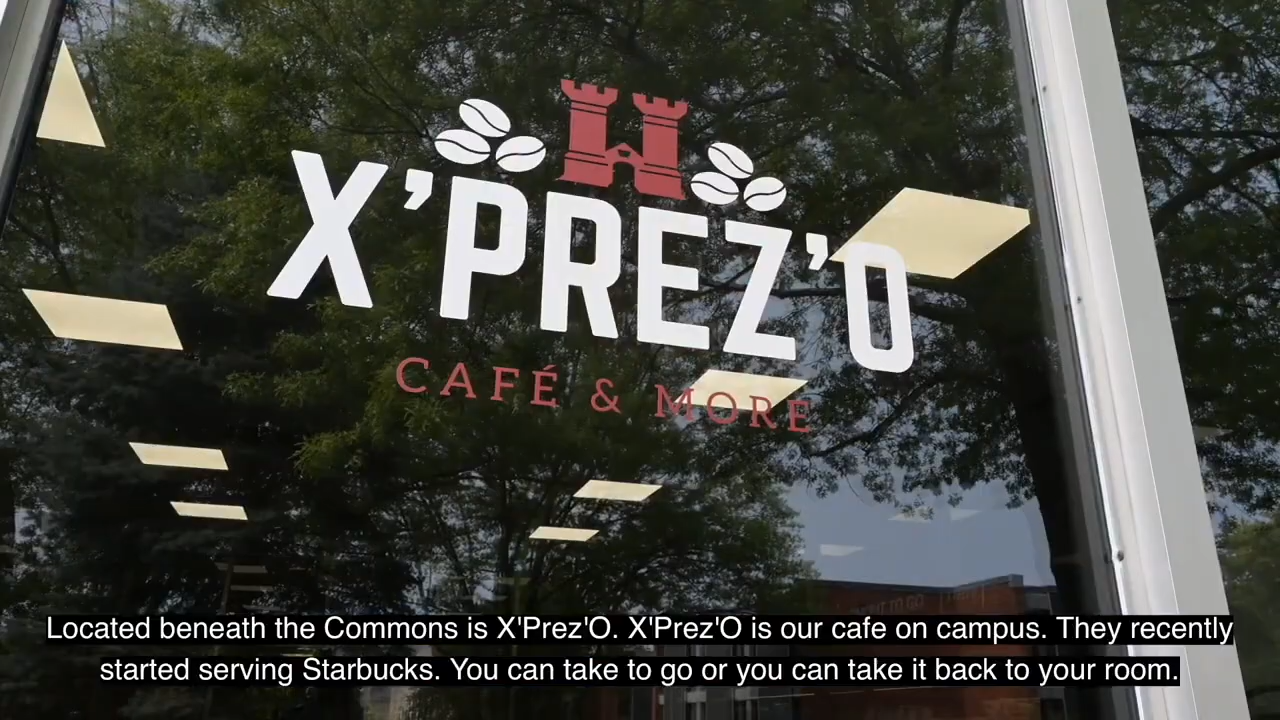 X'PREZ'O
CAFÉ & MORE
Located beneath the Commons is X'Prez'O. X'Prez'O is our cafe on campus. They recently
started serving Starbucks. You can take to go or you can take it back to your room.